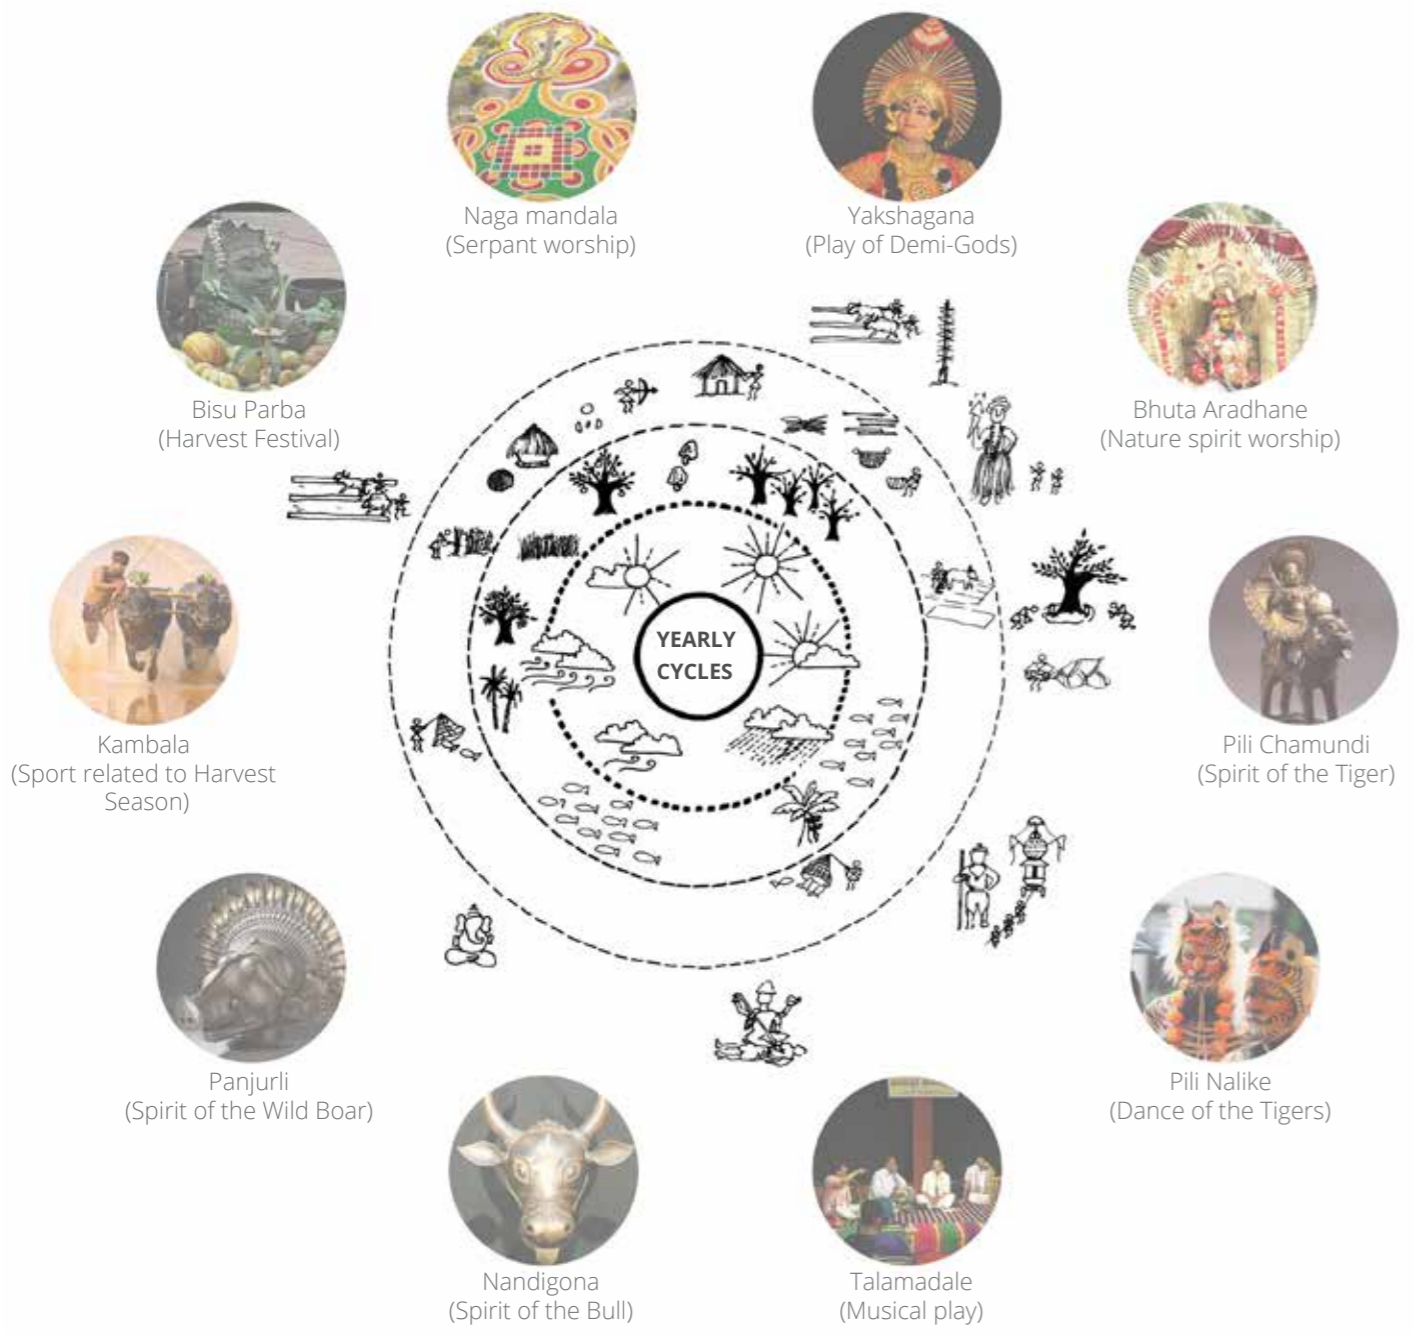 Naga mandala
(Serpant worship)
Yakshagana
(Play of Demi-Gods)
Bisu Parba
(Harvest Festival)
Bhuta Aradhane
(Nature spirit worship)
YEARLY
CYCLES
Kambala
(Sport related to Harvest
Season)
Pili Chamundi
(Spirit of the Tiger)
Panjurli
(Spirit of the Wild Boar)
Pili Nalike
(Dance of the Tigers)
Nandigona
(Spirit of the Bull)
Talamadale
(Musical play)